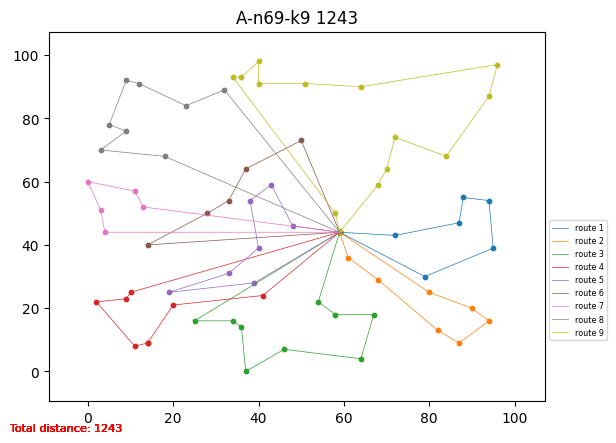 A-n69-k9 1243
100
80
60
40
20
0
0 20 40 60 80 100
route 1
route 2
route 3
route 4
route 5
route 6
route 7
route 8
route 9
Total distance: 1243